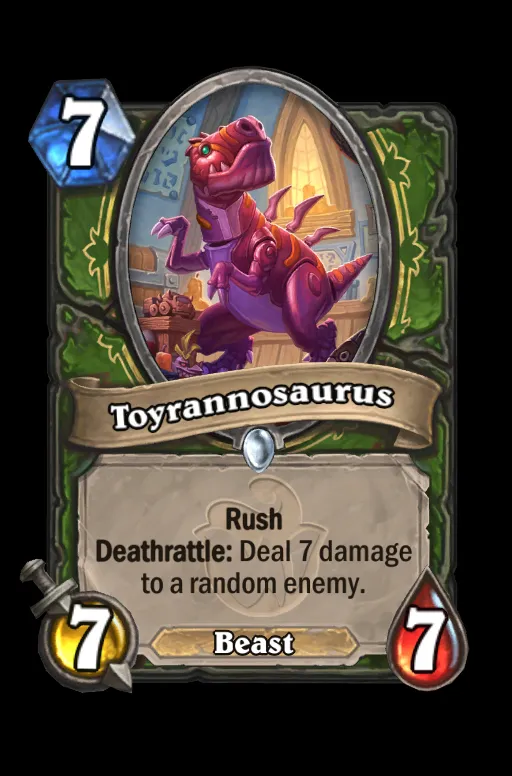 7
Toyrannosaurus
Rush
Deathrattle: Deal 7 damage
to a random enemy.
7
Beast
7